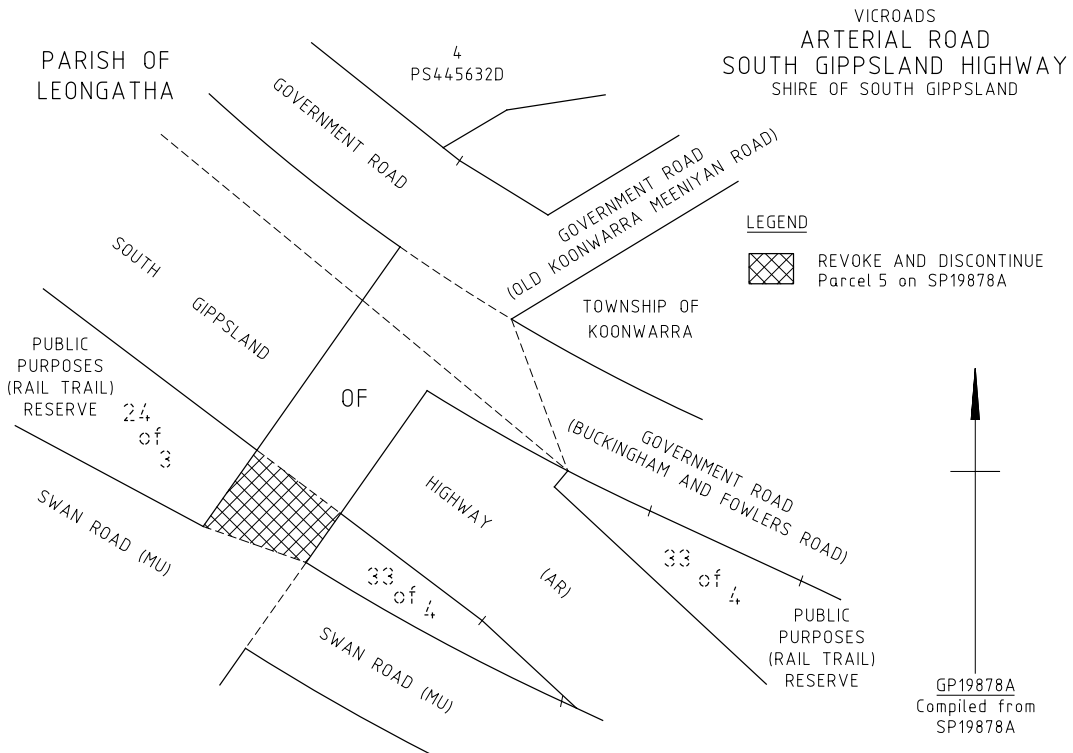 VICROADS
ARTERIAL ROAD
SOUTH GIPPSLAND HIGHWAY
SHIRE OF SOUTH GIPPSLAND
PARISH OF
LEONGATHA
4
PS445632D
GOVERNMENT ROAD
GOVERNMENT ROAD
(OLD KOONWARRA MEENIYAN ROAD)
LEGEND
REVOKE AND DISCONTINUE
Parcel 5 on SP19878A
SOUTH
GIPPSLAND
TOWNSHIP OF
KOONWARRA
PUBLIC
PURPOSES
(RAIL TRAIL)
RESERVE
24
of
3
OF
GOVERNMENT ROAD
(BUCKINGHAM AND FOWLERS ROAD)
HIGHWAY
(AR)
SWAN ROAD (MU)
33
of 4
33
of 4
SWAN ROAD (MU)
PUBLIC
PURPOSES
(RAIL TRAIL)
RESERVE
GP19878A
Compiled from
SP19878A